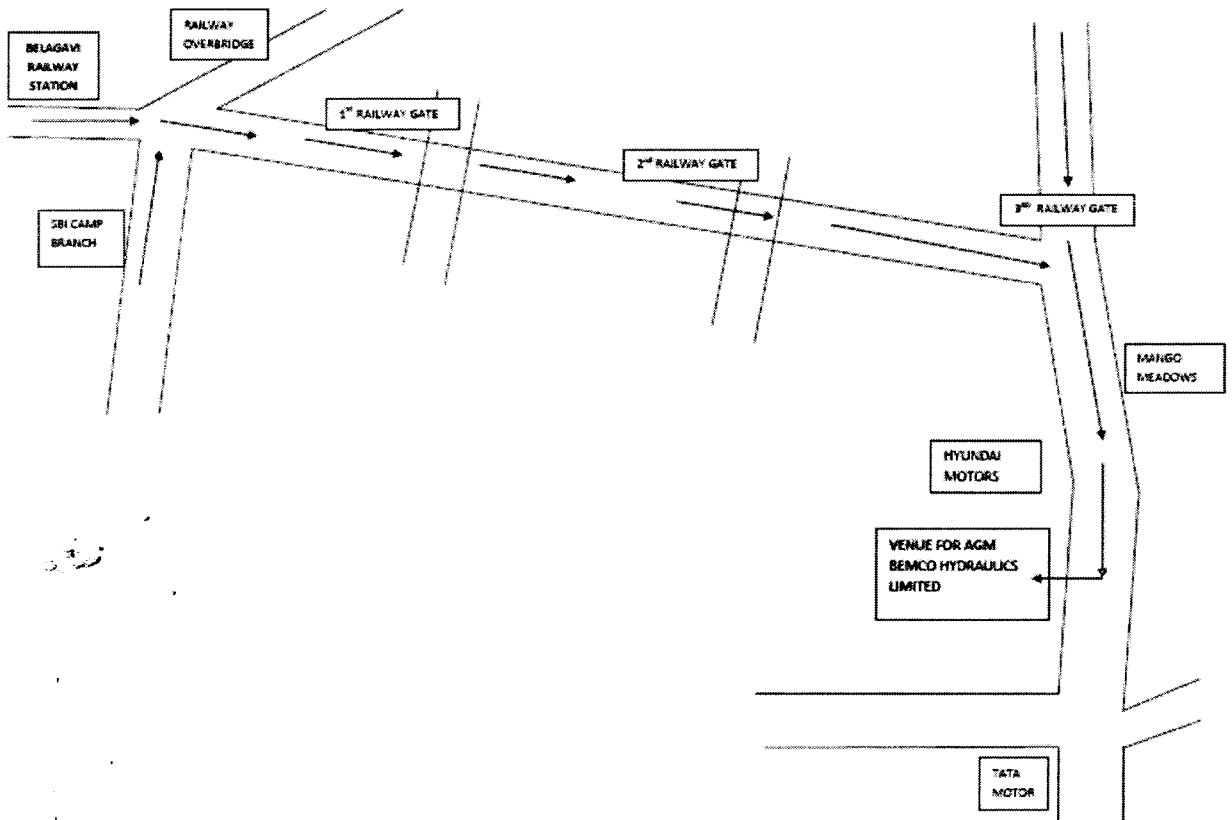 BELAGAVI
RAILWAY
STATION
RAILWAY
OVERBRIDGE
1st RAILWAY GATE
2nd RAILWAY GATE
3RD RAILWAY GATE
SBI CAMP
BRANCH
MANGO
MEADOWS
HYUNDAI
MOTORS
VENUE FOR AGM
BEMCO HYDRAULICS
LIMITED
TATA
MOTOR